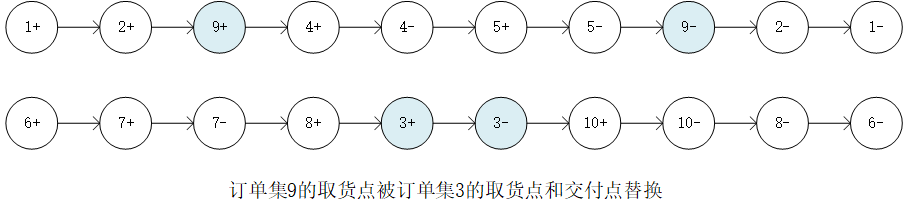 1+ 2+ 9+ 4+ 4- 5+ 5- 9- 2- 1-
6+ 7+ 7- 8+ 3+ 3- 10+ 10- 8- 6-
订单集9的取货点被订单集3的取货点和交付点替换